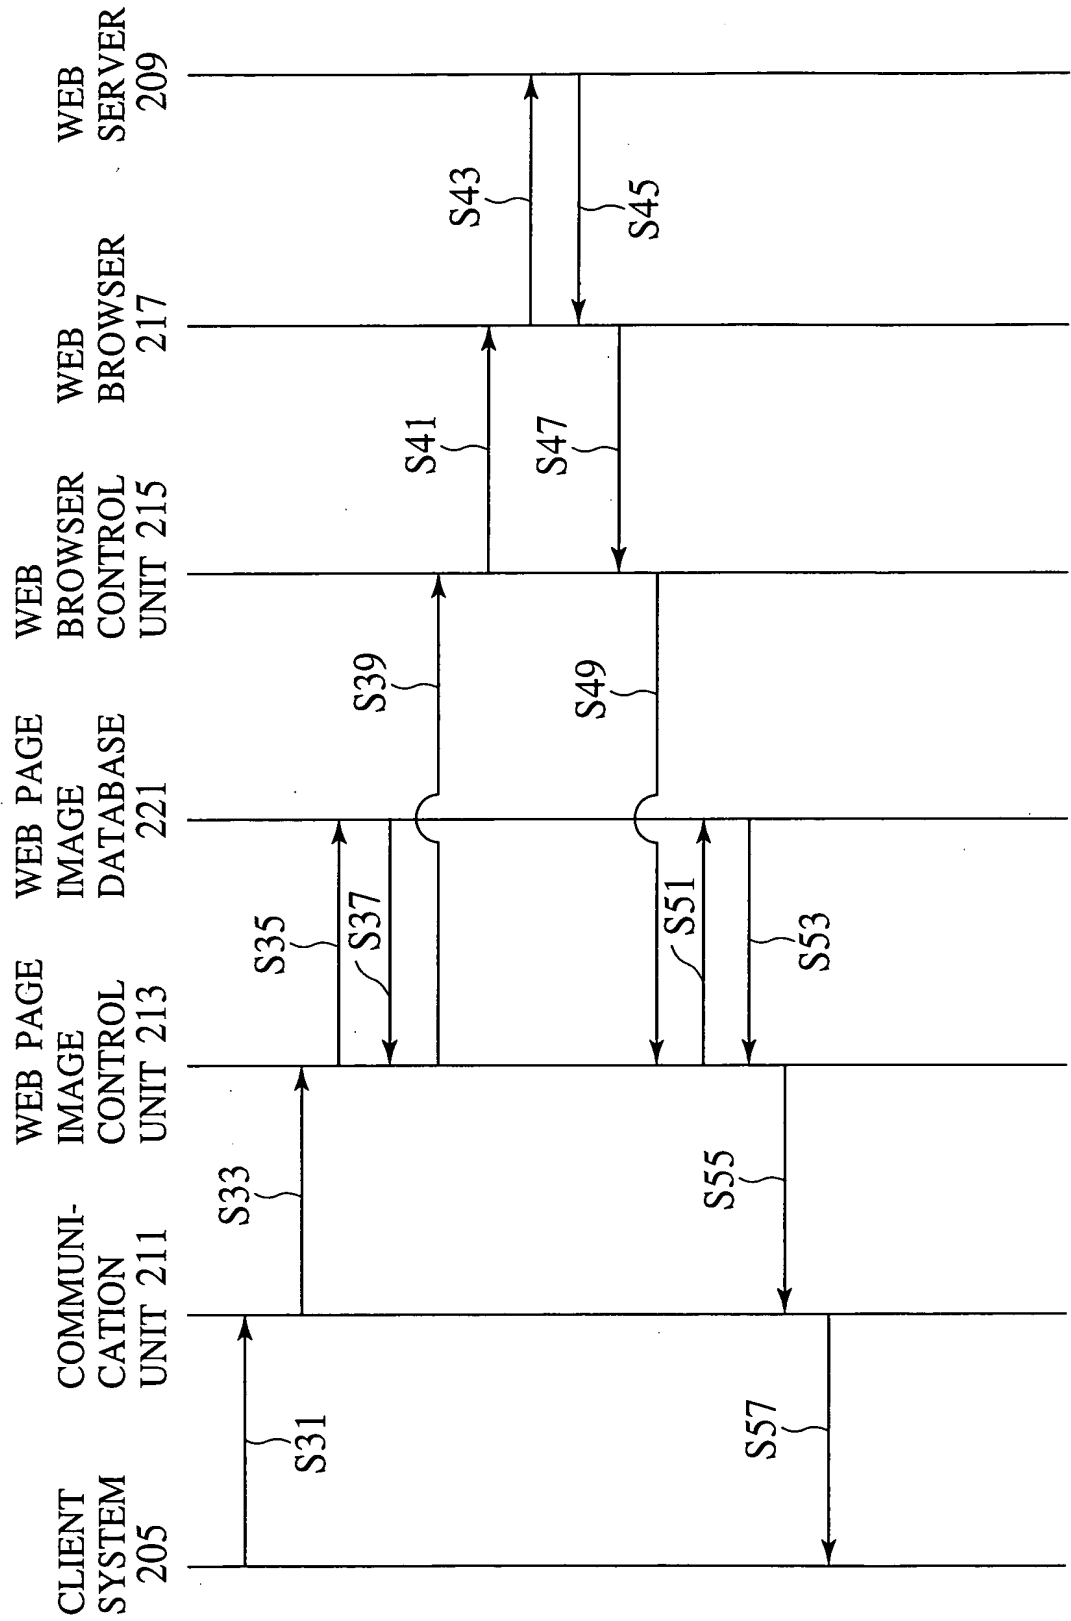 CLIENT
SYSTEM
205
COMMUNI-
CATION
UNIT 211
WEB PAGE
IMAGE
CONTROL
UNIT 213
WEB PAGE
IMAGE
DATABASE
221
WEB
BROWSER
CONTROL
UNIT 215
WEB
BROWSER
217
WEB
SERVER
209
S31
S33
S35
S37
S39
S41
S43
S45
S47
S49
S51
S53
S55
S57